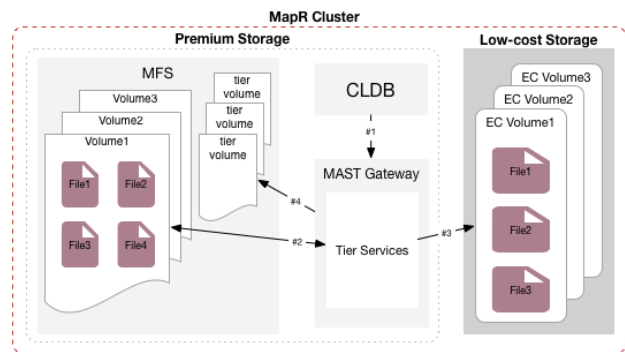 MapR Cluster
Premium Storage
Low-cost Storage
MFS
tier
volume
tier
volume
tier
volume
Volume3
Volume2
Volume1
File1
File2
File3
File4
CLDB
#1
MAST Gateway
Tier Services
#4
#2
#3
EC Volume3
EC Volume2
EC Volume1
File1
File2
File3